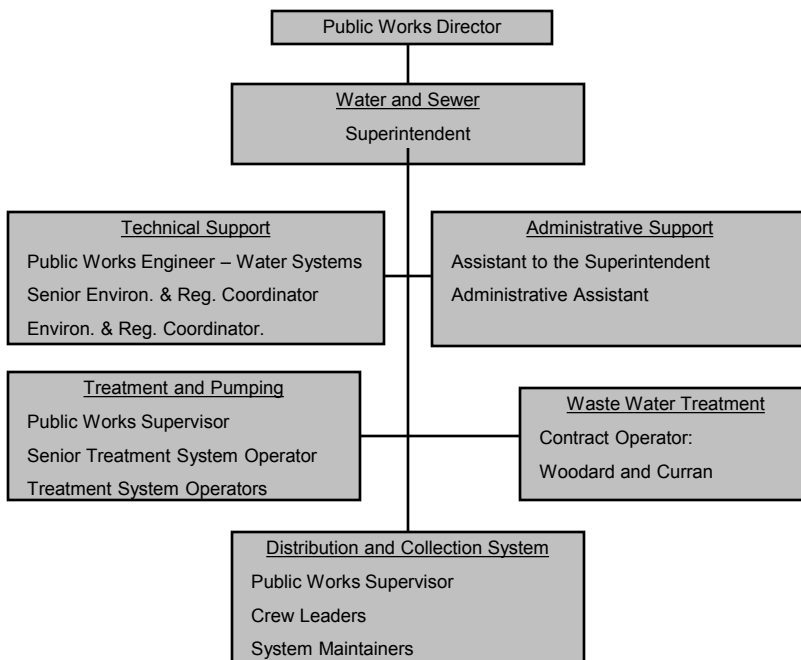 Public Works Director
Water and Sewer
Superintendent
Technical Support
Public Works Engineer – Water Systems
Senior Environ. & Reg. Coordinator
Environ. & Reg. Coordinator.
Administrative Support
Assistant to the Superintendent
Administrative Assistant
Treatment and Pumping
Public Works Supervisor
Senior Treatment System Operator
Treatment System Operators
Waste Water Treatment
Contract Operator:
Woodard and Curran
Distribution and Collection System
Public Works Supervisor
Crew Leaders
System Maintainers